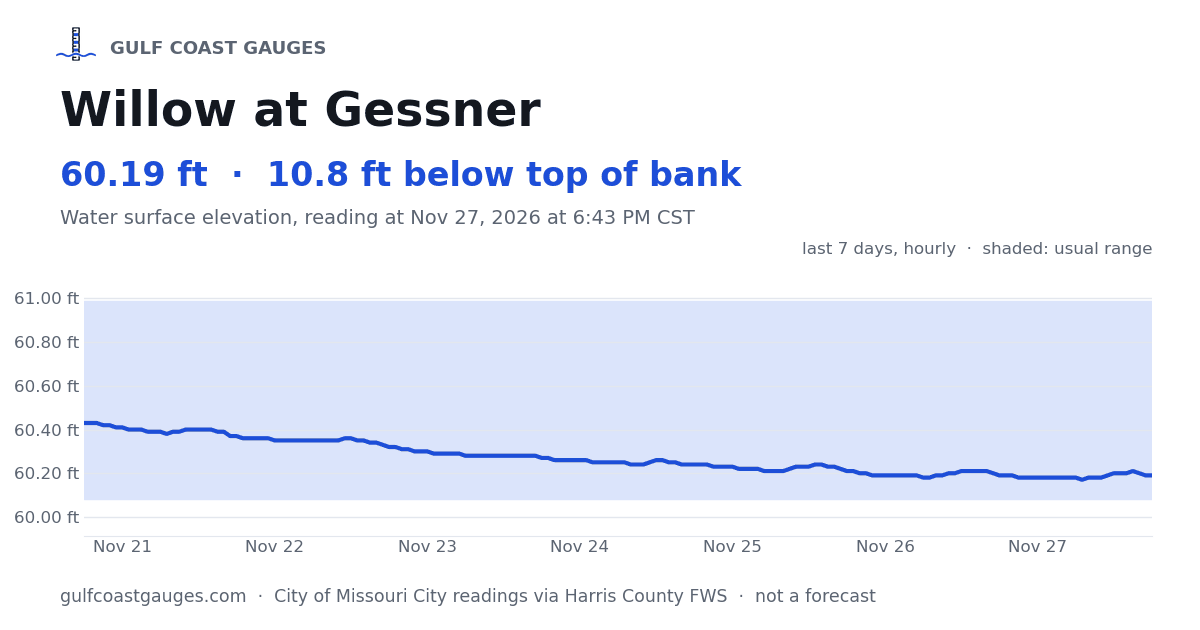 GULF COAST GAUGES
Willow at Gessner
60.19 ft · 10.8 ft below top of bank
Water surface elevation, reading at Nov 27, 2026 at 6:43 PM CST
last 7 days, hourly · shaded: usual range
61.00 ft
60.80 ft
60.60 ft
60.40 ft
60.20 ft
60.00 ft
Nov 21 Nov 22 Nov 23 Nov 24 Nov 25 Nov 26 Nov 27
gulfcoastgauges.com · City of Missouri City readings via Harris County FWS · not a forecast